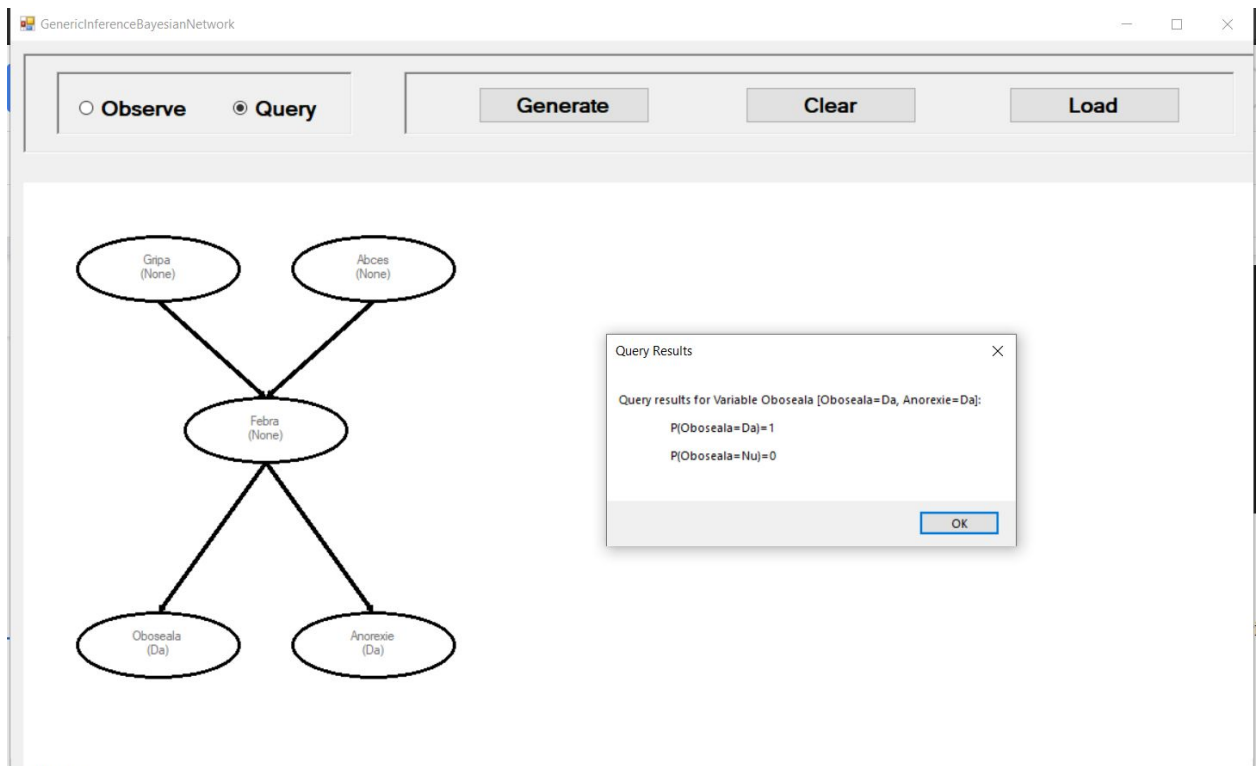 GenericInferenceBayesianNetwork
Observe
Query
Generate
Clear
Load
Gripa
(None)
Abces
(None)
Febra
(None)
Query Results
Query results for Variable Oboseala [Oboseala=Da, Anorexie=Da]:
P(Oboseala=Da)=1
P(Oboseala=Nu)=0
OK
Oboseala
(Da)
Anorexie
(Da)